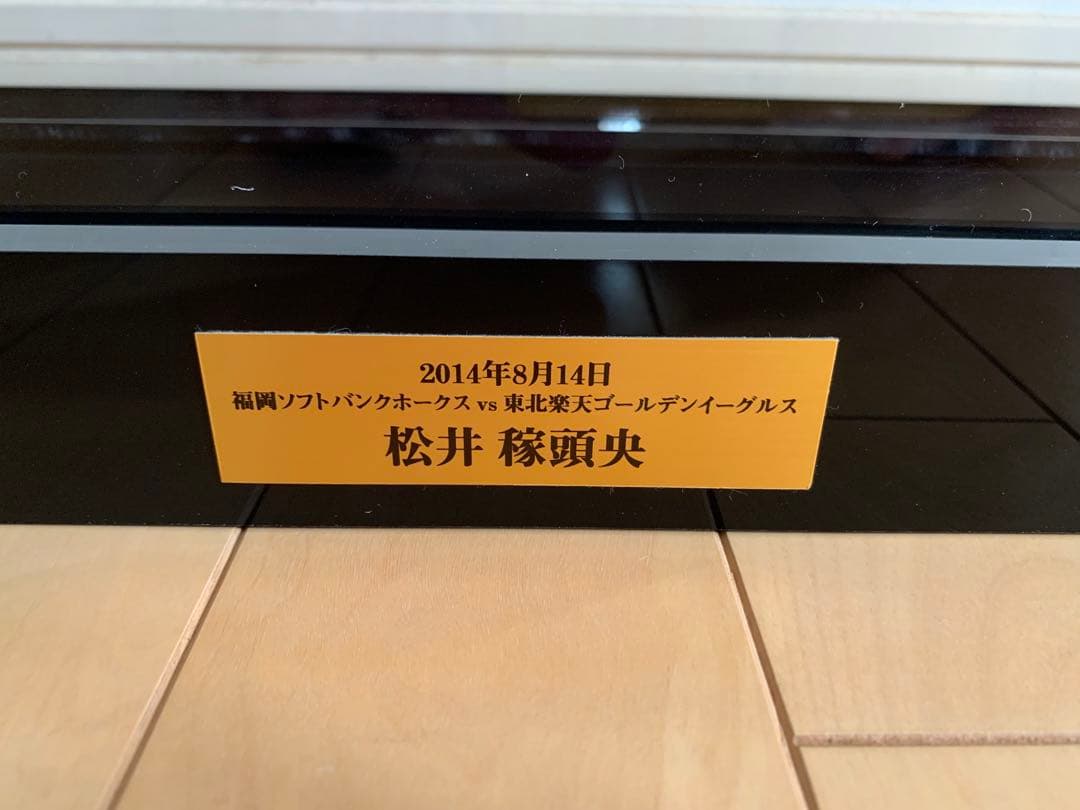 2014年8月14日
福岡ソフトバンクホークス vs 東北楽天ゴールデンイーグルス
松井 稼頭央